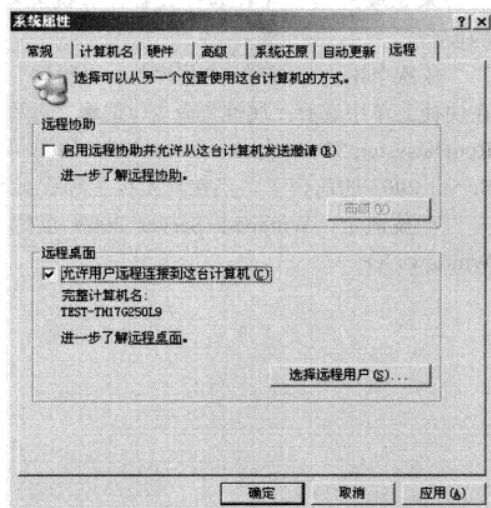 系统属性
常规 计算机名 硬件 高级 系统还原 自动更新 远程
选择可以从另一个位置使用这台计算机的方式。
远程协助
启用远程协助并允许从这台计算机发送邀请(R)
进一步了解远程协助。
高级(V)
远程桌面
允许用户远程连接到这台计算机(C)
完整计算机名:
TEST-TM17G250L9
进一步了解远程桌面。
选择远程用户(S)...
确定 取消 应用(A)